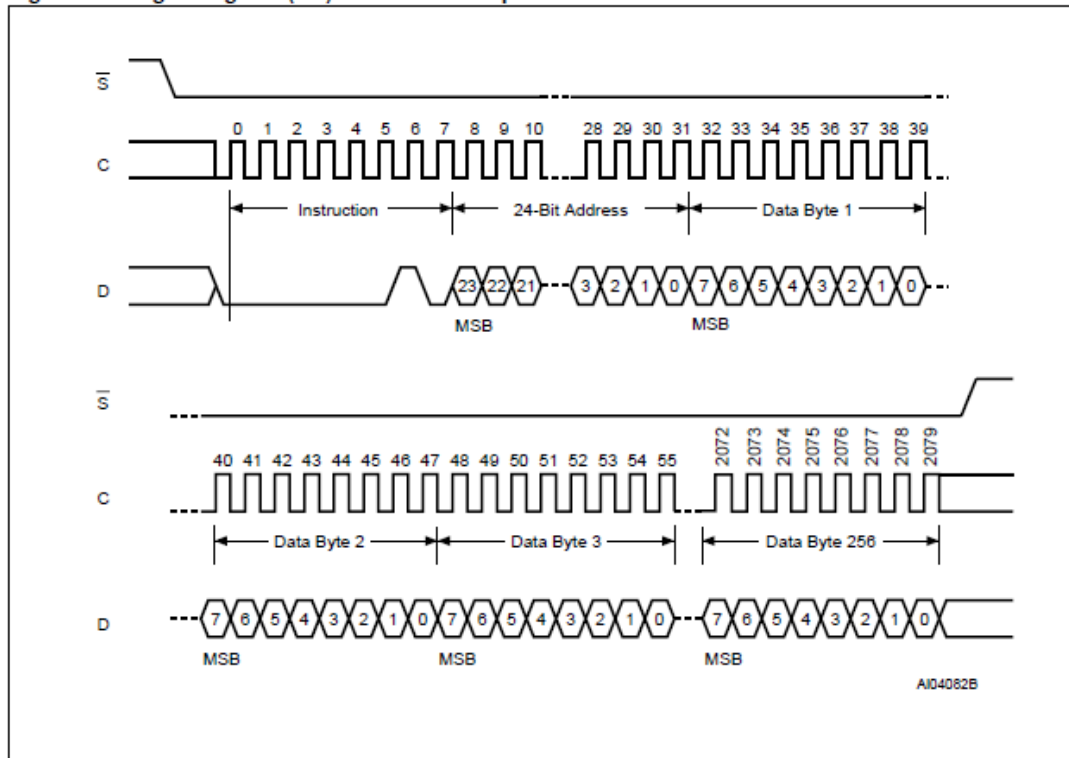 S
0 1 2 3 4 5 6 7 8 9 10 28 29 30 31 32 33 34 35 36 37 38 39
C
Instruction 24-Bit Address Data Byte 1
D
23 22 21 3 2 1 0 7 6 5 4 3 2 1 0
MSB MSB
S
40 41 42 43 44 45 46 47 48 49 50 51 52 53 54 55 2072 2073 2074 2075 2076 2077 2078 2079
C
Data Byte 2 Data Byte 3 Data Byte 256
D
7 6 5 4 3 2 1 0 7 6 5 4 3 2 1 0 7 6 5 4 3 2 1 0
MSB MSB MSB
AI04082B